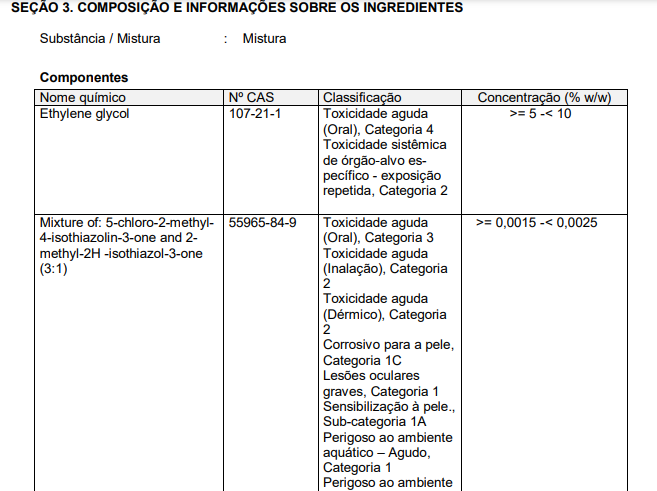 SEÇÃO 3. COMPOSIÇÃO E INFORMAÇÕES SOBRE OS INGREDIENTES
Substância / Mistura : Mistura
Componentes
Nome químico Nº CAS Classificação Concentração (% w/w)
Ethylene glycol 107-21-1 Toxicidade aguda >= 5 -< 10
(Oral), Categoria 4
Toxicidade sistêmica
de órgão-alvo es-
pecífico - exposição
repetida, Categoria 2
Mixture of: 5-chloro-2-methyl- 55965-84-9 Toxicidade aguda >= 0,0015 -< 0,0025
4-isothiazolin-3-one and 2- (Oral), Categoria 3
methyl-2H -isothiazol-3-one Toxicidade aguda
(3:1) (Inalação), Categoria
2
Toxicidade aguda
(Dérmico), Categoria
2
Corrosivo para a pele,
Categoria 1C
Lesões oculares
graves, Categoria 1
Sensibilização à pele.,
Sub-categoria 1A
Perigoso ao ambiente
aquático – Agudo,
Categoria 1
Perigoso ao ambiente